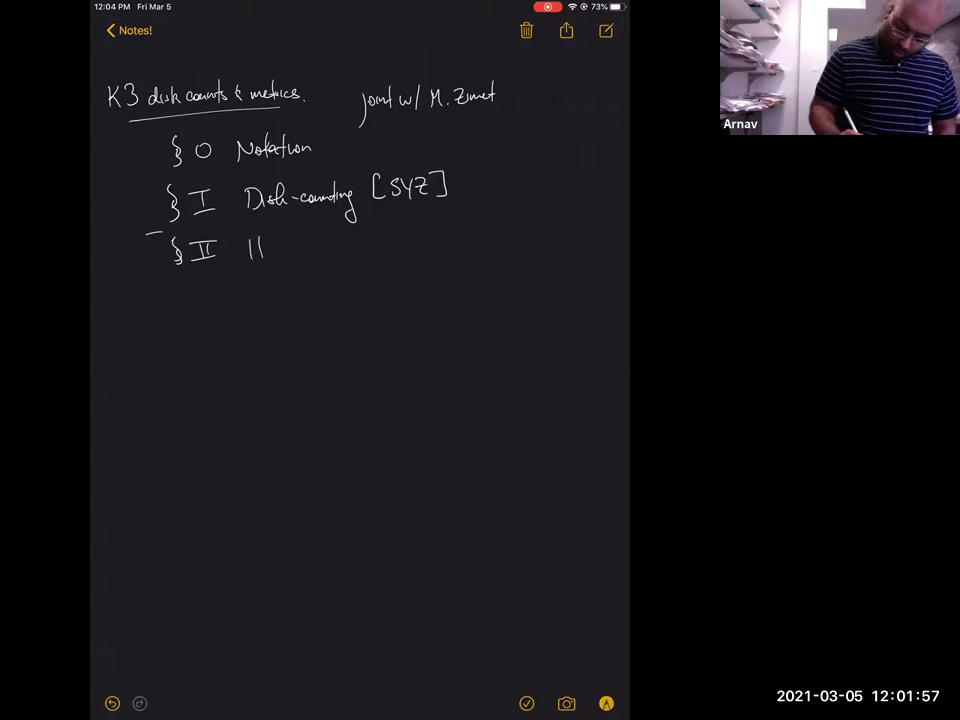 12:04 PM Fri Mar 5
73%
Notes!
K3 disk counts & metrics. joint w/ M. Zimet
§ 0 Notation
§ I Disk-counting [SYZ]
§ II 11
Arnav
2021-03-05 12:01:57